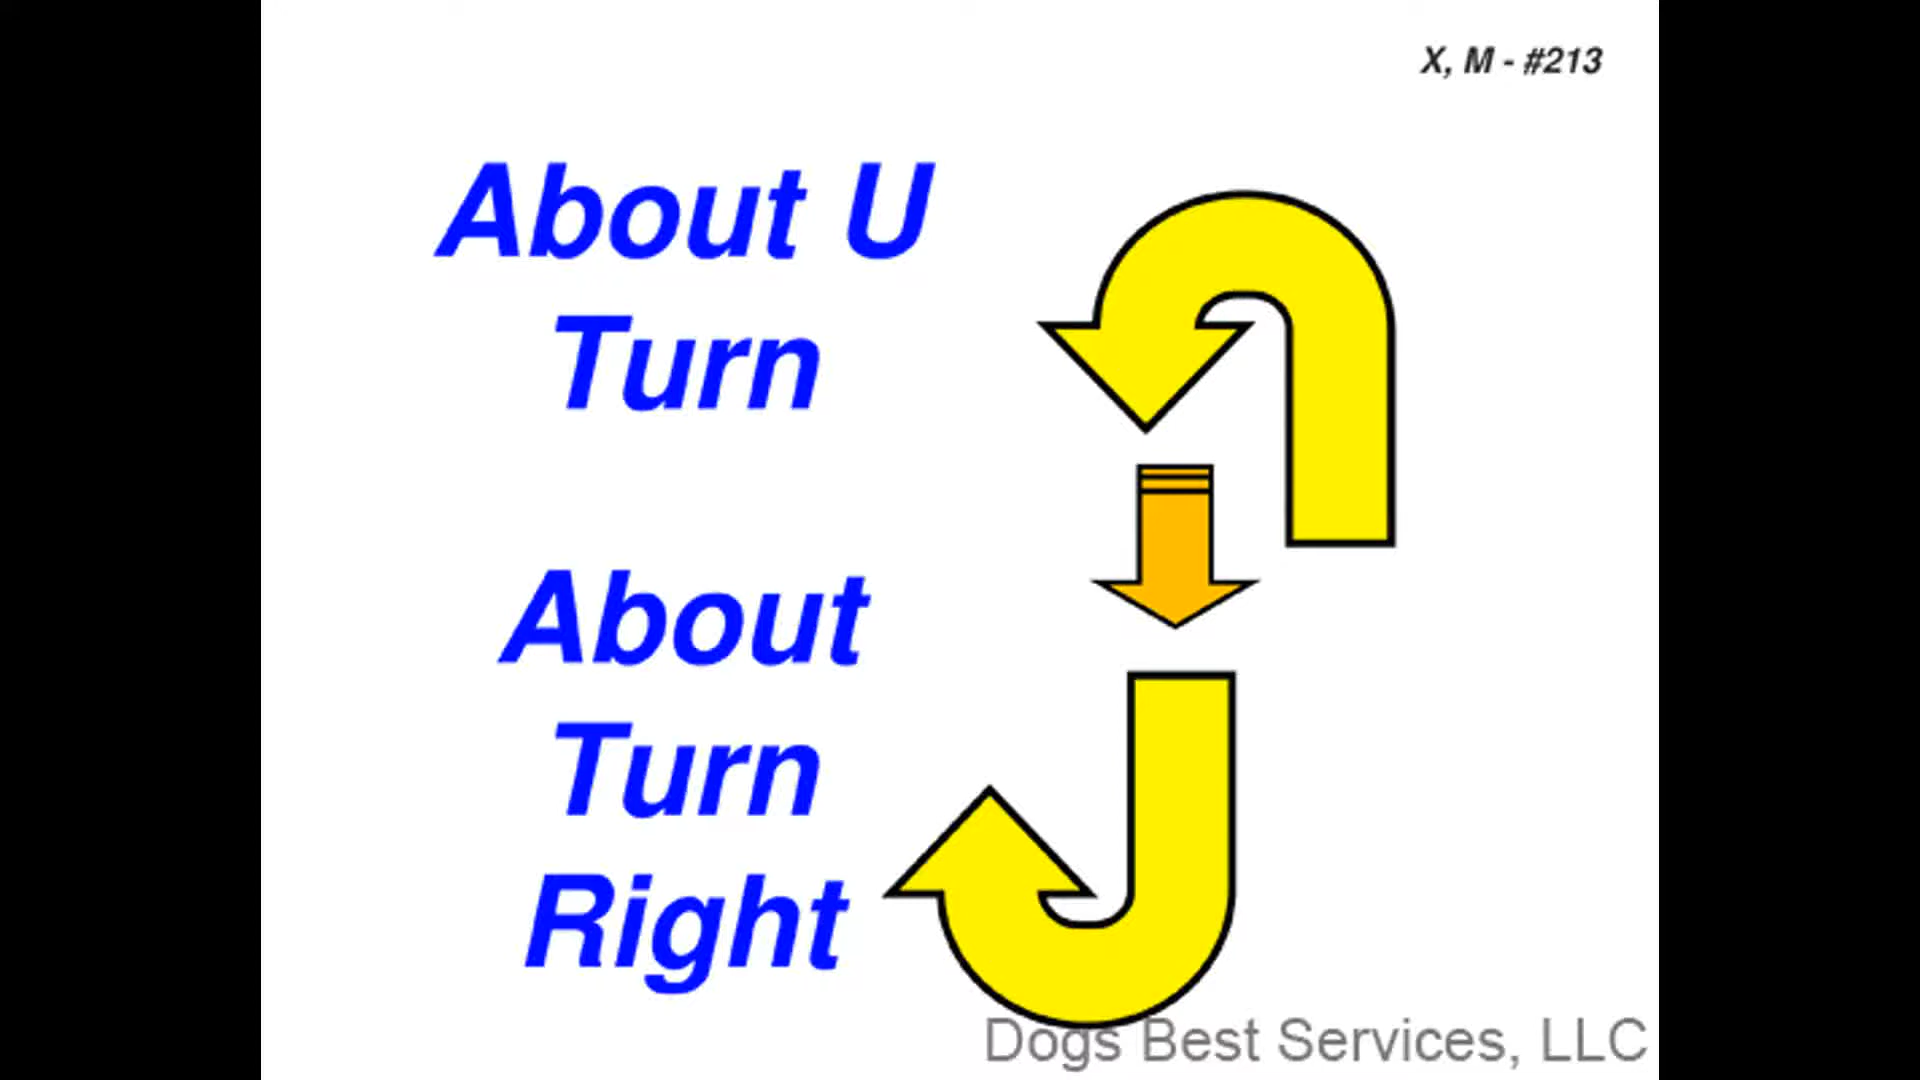 X, M - #213
About U
Turn
About
Turn
Right
Dogs Best Services, LLC